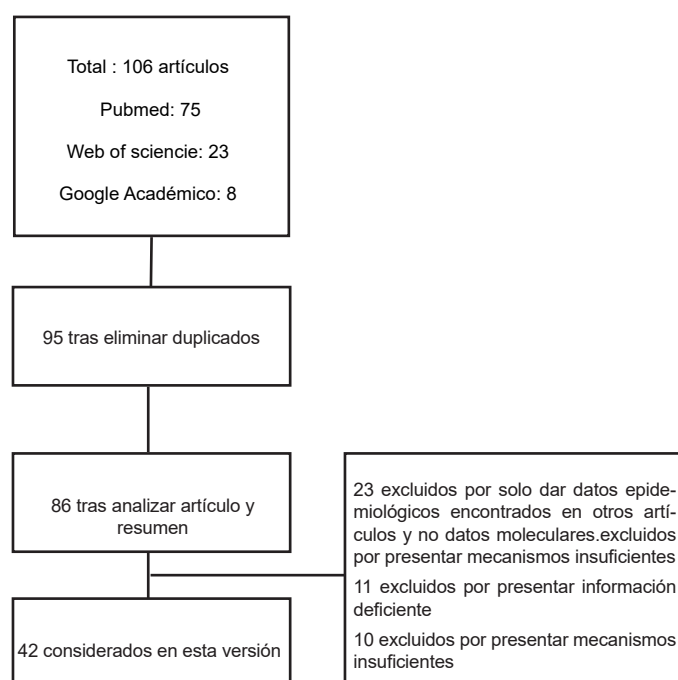 Total : 106 artículos
Pubmed: 75
Web of sciencie: 23
Google Académico: 8
95 tras eliminar duplicados
86 tras analizar artículo y
resumen
23 excluidos por solo dar datos epide-
miológicos encontrados en otros artí-
culos y no datos moleculares.excluidos
por presentar mecanismos insuficientes
11 excluidos por presentar información
deficiente
10 excluidos por presentar mecanismos
insuficientes
42 considerados en esta versión